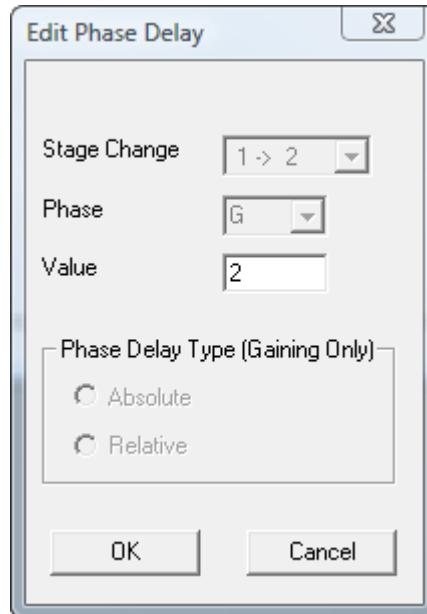 Edit Phase Delay
Stage Change 1 -> 2
Phase G
Value 2
Phase Delay Type (Gaining Only)
Absolute
Relative
OK Cancel